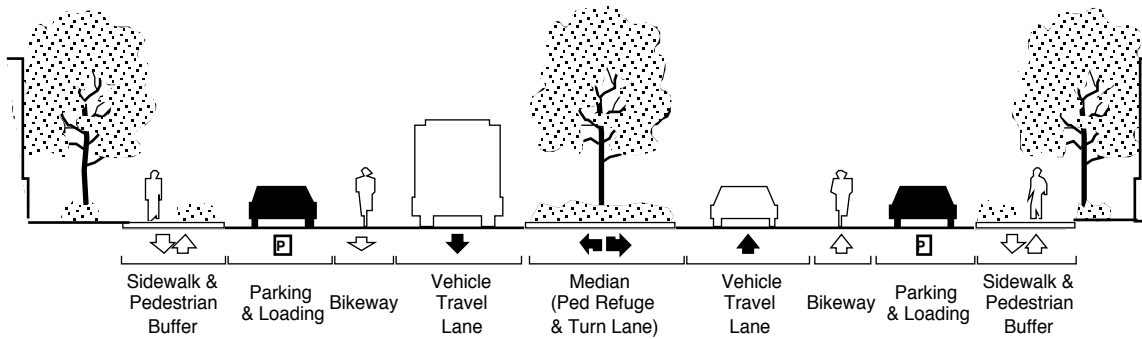 P
P
Sidewalk &
Pedestrian
Buffer
Parking
& Loading
Bikeway
Vehicle
Travel
Lane
Median
(Ped Refuge
& Turn Lane)
Vehicle
Travel
Lane
Bikeway
Parking
& Loading
Sidewalk &
Pedestrian
Buffer